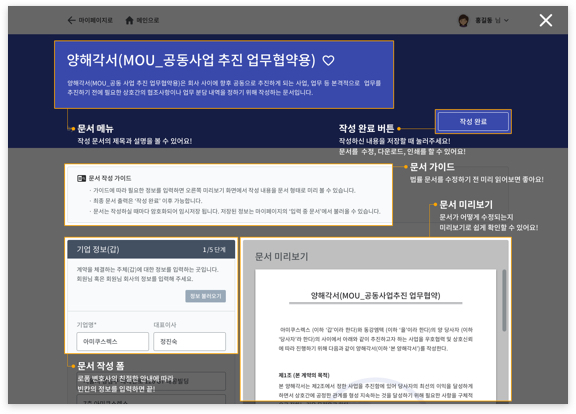 마이페이지로 메인으로 홍길동 님
양해각서(MOU_공동사업 추진 업무협약용)
양해각서(MOU_공동 사업 추진 업무협약용)은 회사 사이에 향후 공동으로 추진하게 되는 사업, 업무 등 본격적으로 업무를
추진하기 전에 필요한 상호간의 협조사항이나 업무 분담 내역을 정하기 위해 작성하는 문서입니다.
작성 완료
문서 메뉴
작성 문서의 제목과 설명을 볼 수 있어요!
작성 완료 버튼
작성하신 내용을 저장할 때 눌러주세요!
문서를 수정, 다운로드, 인쇄를 할 수 있어요!
문서 작성 가이드
· 가이드에 따라 필요한 정보를 입력하면 오른쪽 미리보기 화면에서 작성 내용을 문서 형태로 미리 볼 수 있습니다.
· 최종 문서 출력은 '작성 완료' 이후 가능합니다.
· 문서는 작성하실 때마다 암호화되어 임시저장 됩니다. 저장된 정보는 마이페이지의 '입력 중 문서'에서 불러올 수 있습니다.
문서 가이드
법률 문서를 수정하기 전 미리 읽어보면 좋아요!
문서 미리보기
문서가 어떻게 수정되는지
미리보기로 쉽게 확인할 수 있어요!
기업 정보(갑) 1/5 단계
계약을 체결하는 주체(갑)에 대한 정보를 입력하는 곳입니다.
회원님 혹은 회원님 회사의 정보를 입력해 주세요.
정보 불러오기
기업명* 대표이사
아미쿠스렉스 정진숙
문서 작성 폼
로폼 변호사의 친절한 안내에 따라
빈칸의 정보만 입력하면 끝!
문서 미리보기
양해각서(MOU_공동사업추진 업무협약)
아미쿠스렉스 (이하 '갑'이라 한다)와 동강맨텍 (이하 '을'이라 한다)의 양 당사자 (이하
'당사자'라 한다)의 사이에서 아래와 같이 추진하고자 하는 사업을 우호협력 및 상호신뢰
에 따라 진행하기 위해 다음과 같이 양해각서(이하 '본 양해각서')를 작성한다.
제1조 (본 계약의 목적)
본 양해각서는 제2조에서 정한 사업을 추진함에 있어 당사자의 최선의 이익을 달성하게
하면서 상호간에 공정한 관계를 형성 지속하는 것을 달성하기 위해 필요한 사항을 구체적